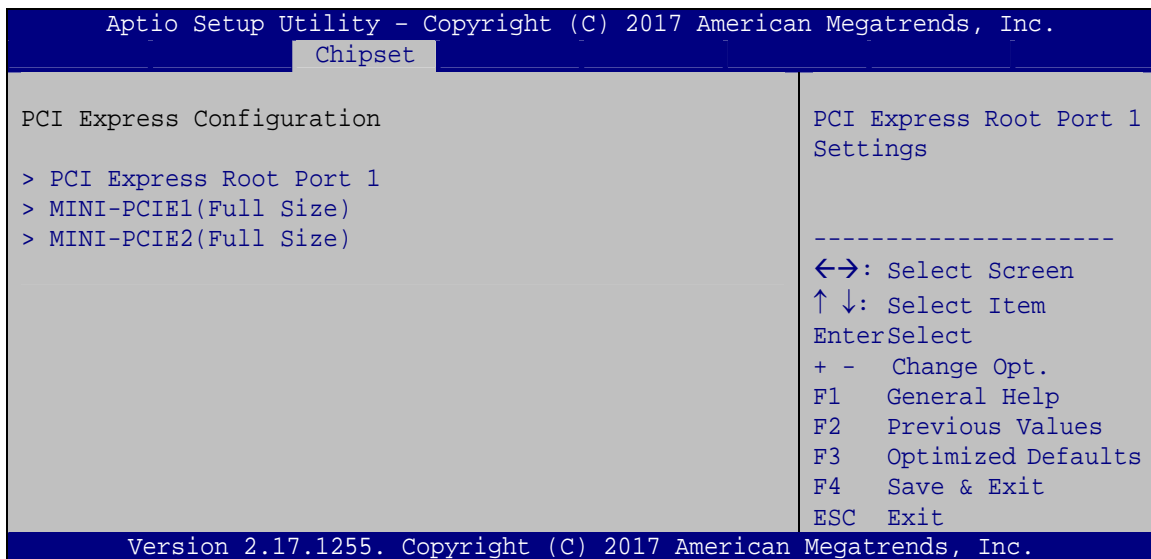 Aptio Setup Utility – Copyright (C) 2017 American Megatrends, Inc.
Chipset
PCI Express Configuration
> PCI Express Root Port 1
> MINI-PCIE1(Full Size)
> MINI-PCIE2(Full Size)
PCI Express Root Port 1
Settings
---------------------
←→: Select Screen
↑ ↓: Select Item
EnterSelect
+ - Change Opt.
F1 General Help
F2 Previous Values
F3 Optimized Defaults
F4 Save & Exit
ESC Exit
Version 2.17.1255. Copyright (C) 2017 American Megatrends, Inc.